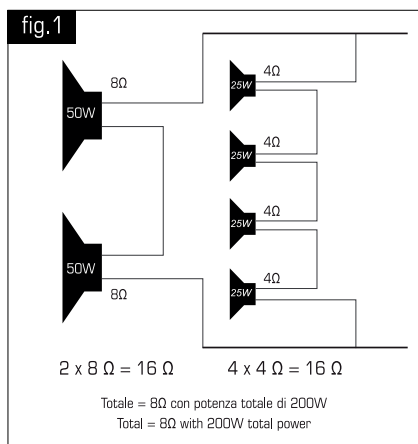 fig.1
8Ω
4Ω
50W
25W
4Ω
25W
4Ω
25W
50W
4Ω
25W
8Ω
2 x 8 Ω = 16 Ω
4 x 4 Ω = 16 Ω
Totale = 8Ω con potenza totale di 200W
Total = 8Ω with 200W total power